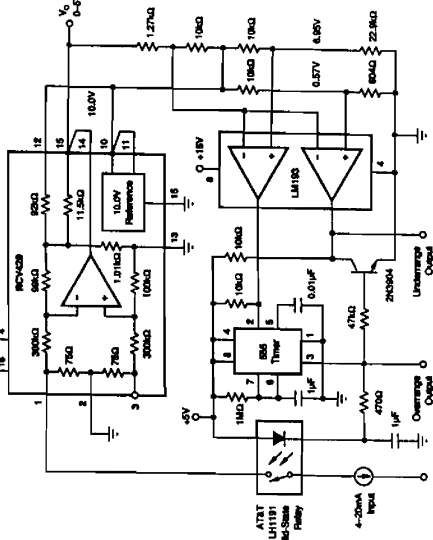 +15
4
RCV420
1
300kΩ
99kΩ
92kΩ
12
11.5kΩ
15
14
VO
0-5
75Ω
2
75Ω
1.01kΩ
10.0V
Reference
10.0V
10
11
3
300kΩ
100kΩ
13
15
1.27kΩ
10kΩ
10kΩ
10kΩ
6.95V
0.57V
22.9kΩ
604Ω
+5V
+15V
8
LM193
4
AT&T
LH1191
Solid-State
Relay
1MΩ
7
6
1µF
8
4
555
Timer
2
5
3
1
10kΩ
10kΩ
0.01µF
470Ω
47kΩ
2N3904
1µF
4-20mA
Input
Overrange
Output
Underrange
Output